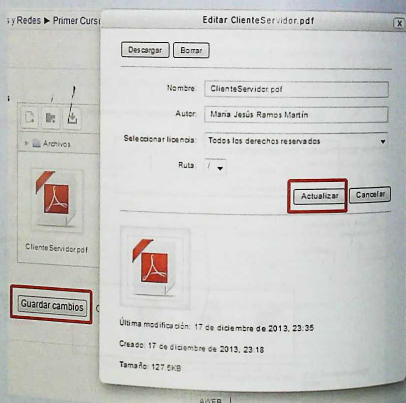 s y Redes ► Primer Curs
Editar ClienteServidor.pdf
X
Descargar
Borrar
Nombre: ClienteServidor.pdf
Autor: María Jesús Ramos Martín
Seleccionar licencia: Todos los derechos reservados
Ruta: /
Actualizar
Cancelar
Archivos
ClienteServidor.pdf
Guardar cambios
C
Última modificación: 17 de diciembre de 2013, 23:35
Creado: 17 de diciembre de 2013, 23:18
Tamaño: 127.5KB